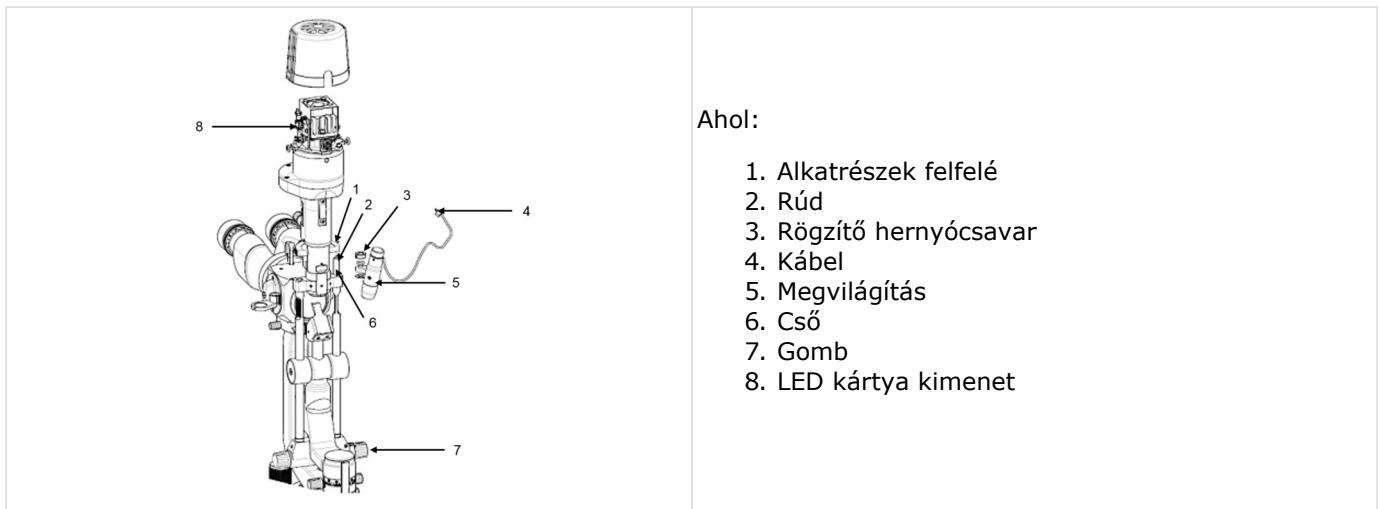 8
1
2
3
4
5
6
7
Ahol:
1. Alkatrészek felfelé
2. Rúd
3. Rögzítő hernyócsavar
4. Kábel
5. Megvilágítás
6. Cső
7. Gomb
8. LED kártya kimenet